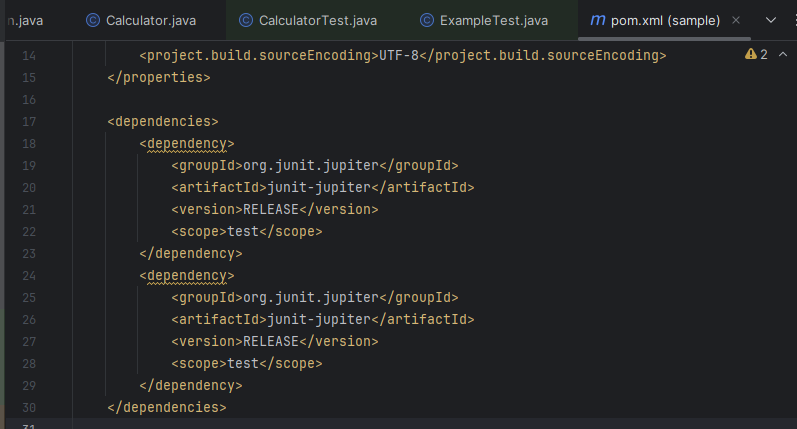 n.java Calculator.java CalculatorTest.java ExampleTest.java pom.xml (sample)
14 <project.build.sourceEncoding>UTF-8</project.build.sourceEncoding> 2
15 </properties>
16
17 <dependencies>
18 <dependency>
19 <groupId>org.junit.jupiter</groupId>
20 <artifactId>junit-jupiter</artifactId>
21 <version>RELEASE</version>
22 <scope>test</scope>
23 </dependency>
24 <dependency>
25 <groupId>org.junit.jupiter</groupId>
26 <artifactId>junit-jupiter</artifactId>
27 <version>RELEASE</version>
28 <scope>test</scope>
29 </dependency>
30 </dependencies>
31